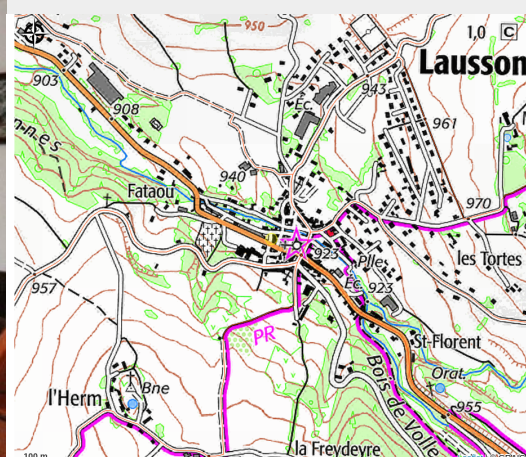 950
1,0 C
Lausson
903
943
908
Éc.
961
nnes
940
Fataou
970
923
Plle
les Tortes
Éc.
923
957
PR
St-Florent
l'Herm
Bne
Bois de Volle
Orat.
955
la Freydeyre
100 m